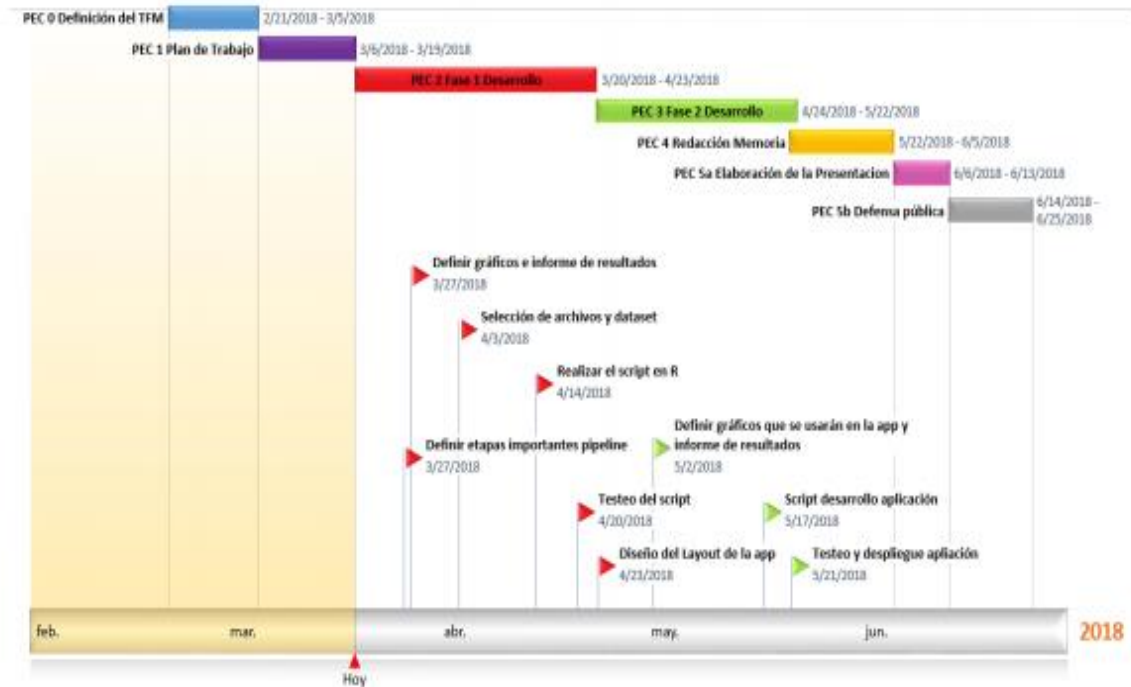 PEC 0 Definición del TFM
2/21/2018 - 3/5/2018
PEC 1 Plan de Trabajo
3/6/2018 - 3/19/2018
PEC 2 Fase 1 Desarrollo
3/20/2018 - 4/23/2018
PEC 3 Fase 2 Desarrollo
4/24/2018 - 5/22/2018
PEC 4 Redacción Memoria
5/22/2018 - 6/5/2018
PEC 5a Elaboración de la Presentacion
6/6/2018 - 6/13/2018
PEC 5b Defensa pública
6/14/2018 -
6/25/2018
Definir gráficos e informe de resultados
3/27/2018
Selección de archivos y dataset
4/3/2018
Realizar el script en R
4/14/2018
Definir gráficos que se usarán en la app y
informe de resultados
5/2/2018
Definir etapas importantes pipeline
3/27/2018
Testeo del script
4/20/2018
Script desarrollo aplicación
5/17/2018
Diseño del Layout de la app
4/23/2018
Testeo y despliegue apliación
5/21/2018
feb.
mar.
abr.
may.
jun.
2018
Hoy